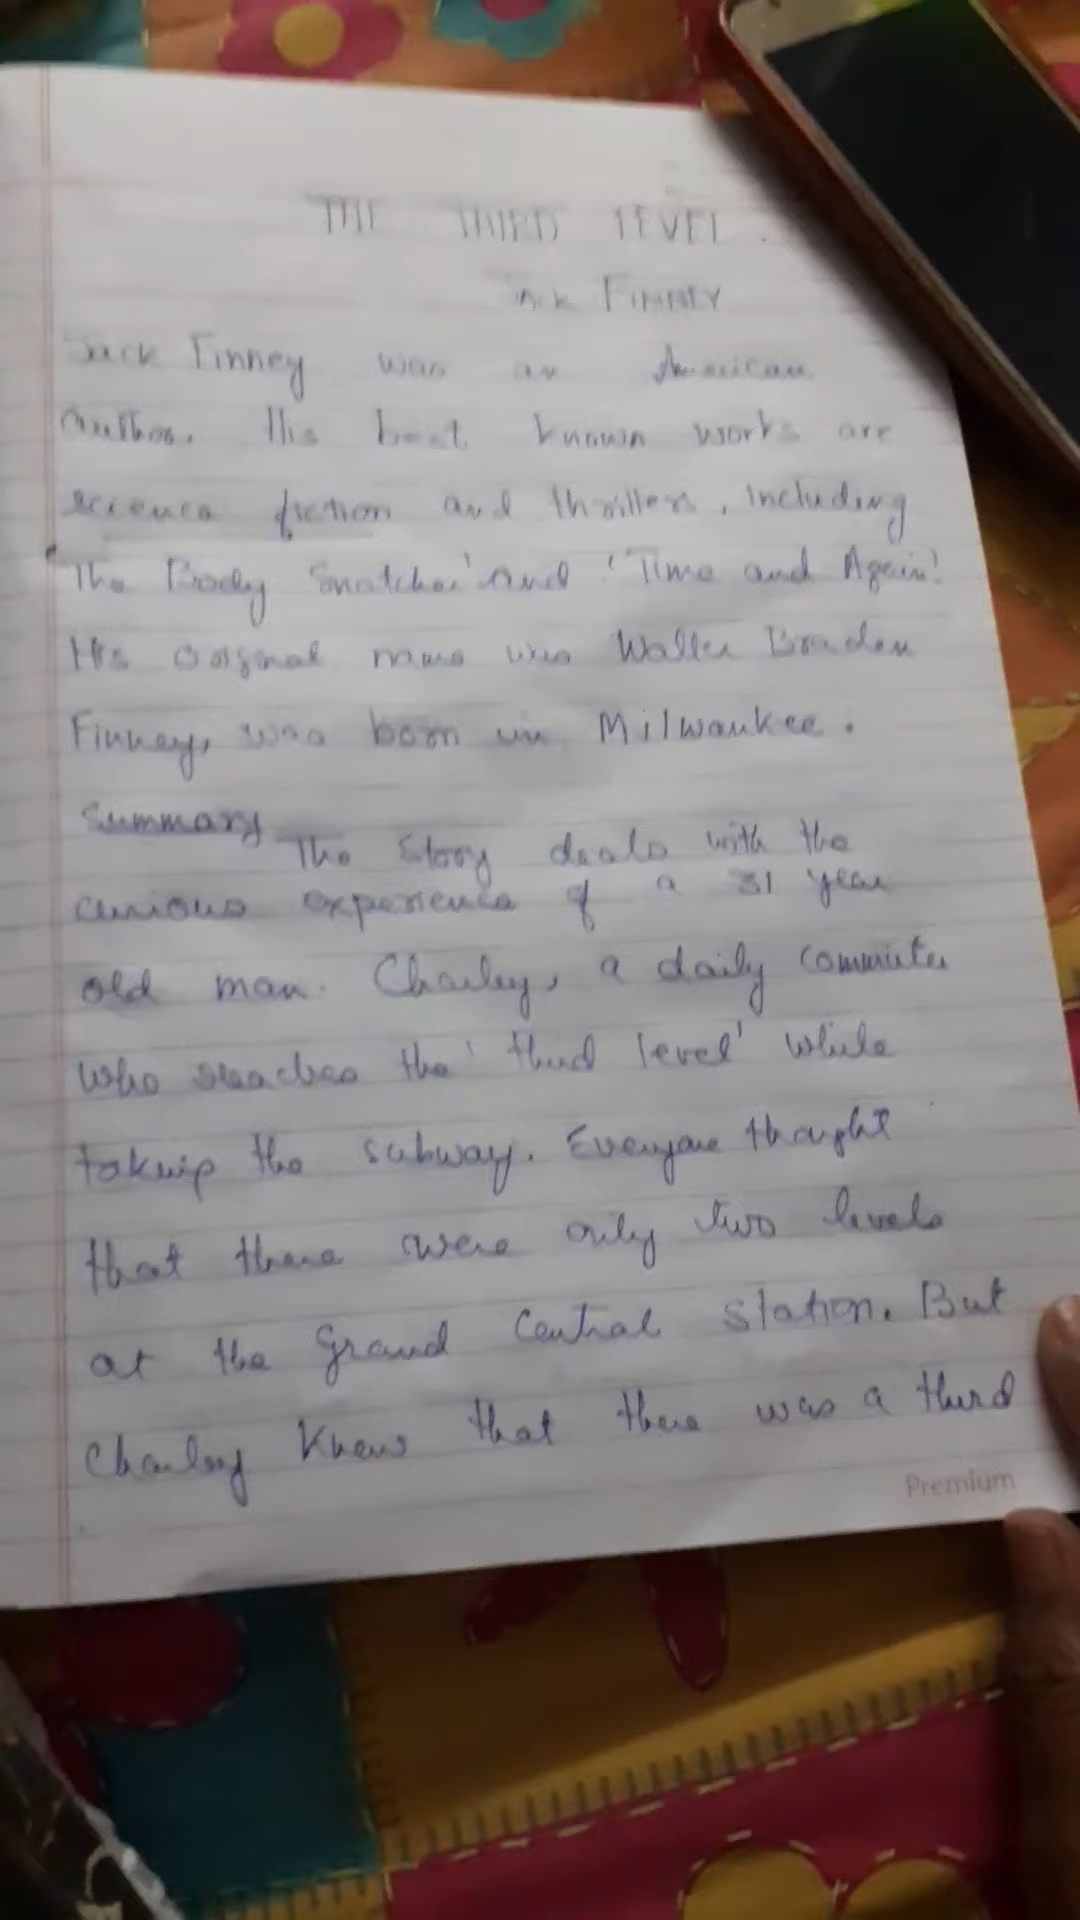 THE THIRD LEVEL.
Jack FINNEY
Jack Finney was an American
author. His best known works are
science fiction and thrillers, including
'The Body Snatcher' and 'Time and Again'.
His original name was Walter Braden
Finney, was born in Milwaukee.
Summary
The Story deals with the
curious experience of a 31 year
old man. Charley, a daily commuter
who reaches the 'third level' while
taking the subway. Everyone thought
that there were only two levels
at the Grand Central Station. But
Charley knew that there was a third
Premium